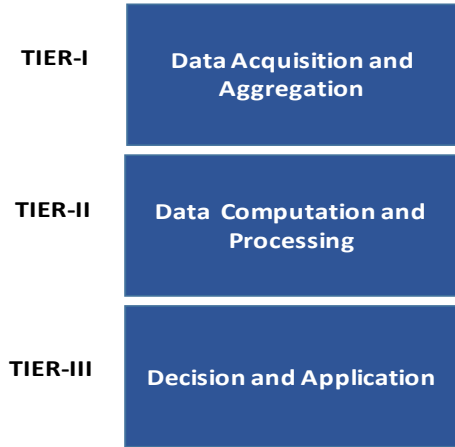 TIER-I
Data Acquisition and
Aggregation
TIER-II
Data Computation and
Processing
TIER-III
Decision and Application